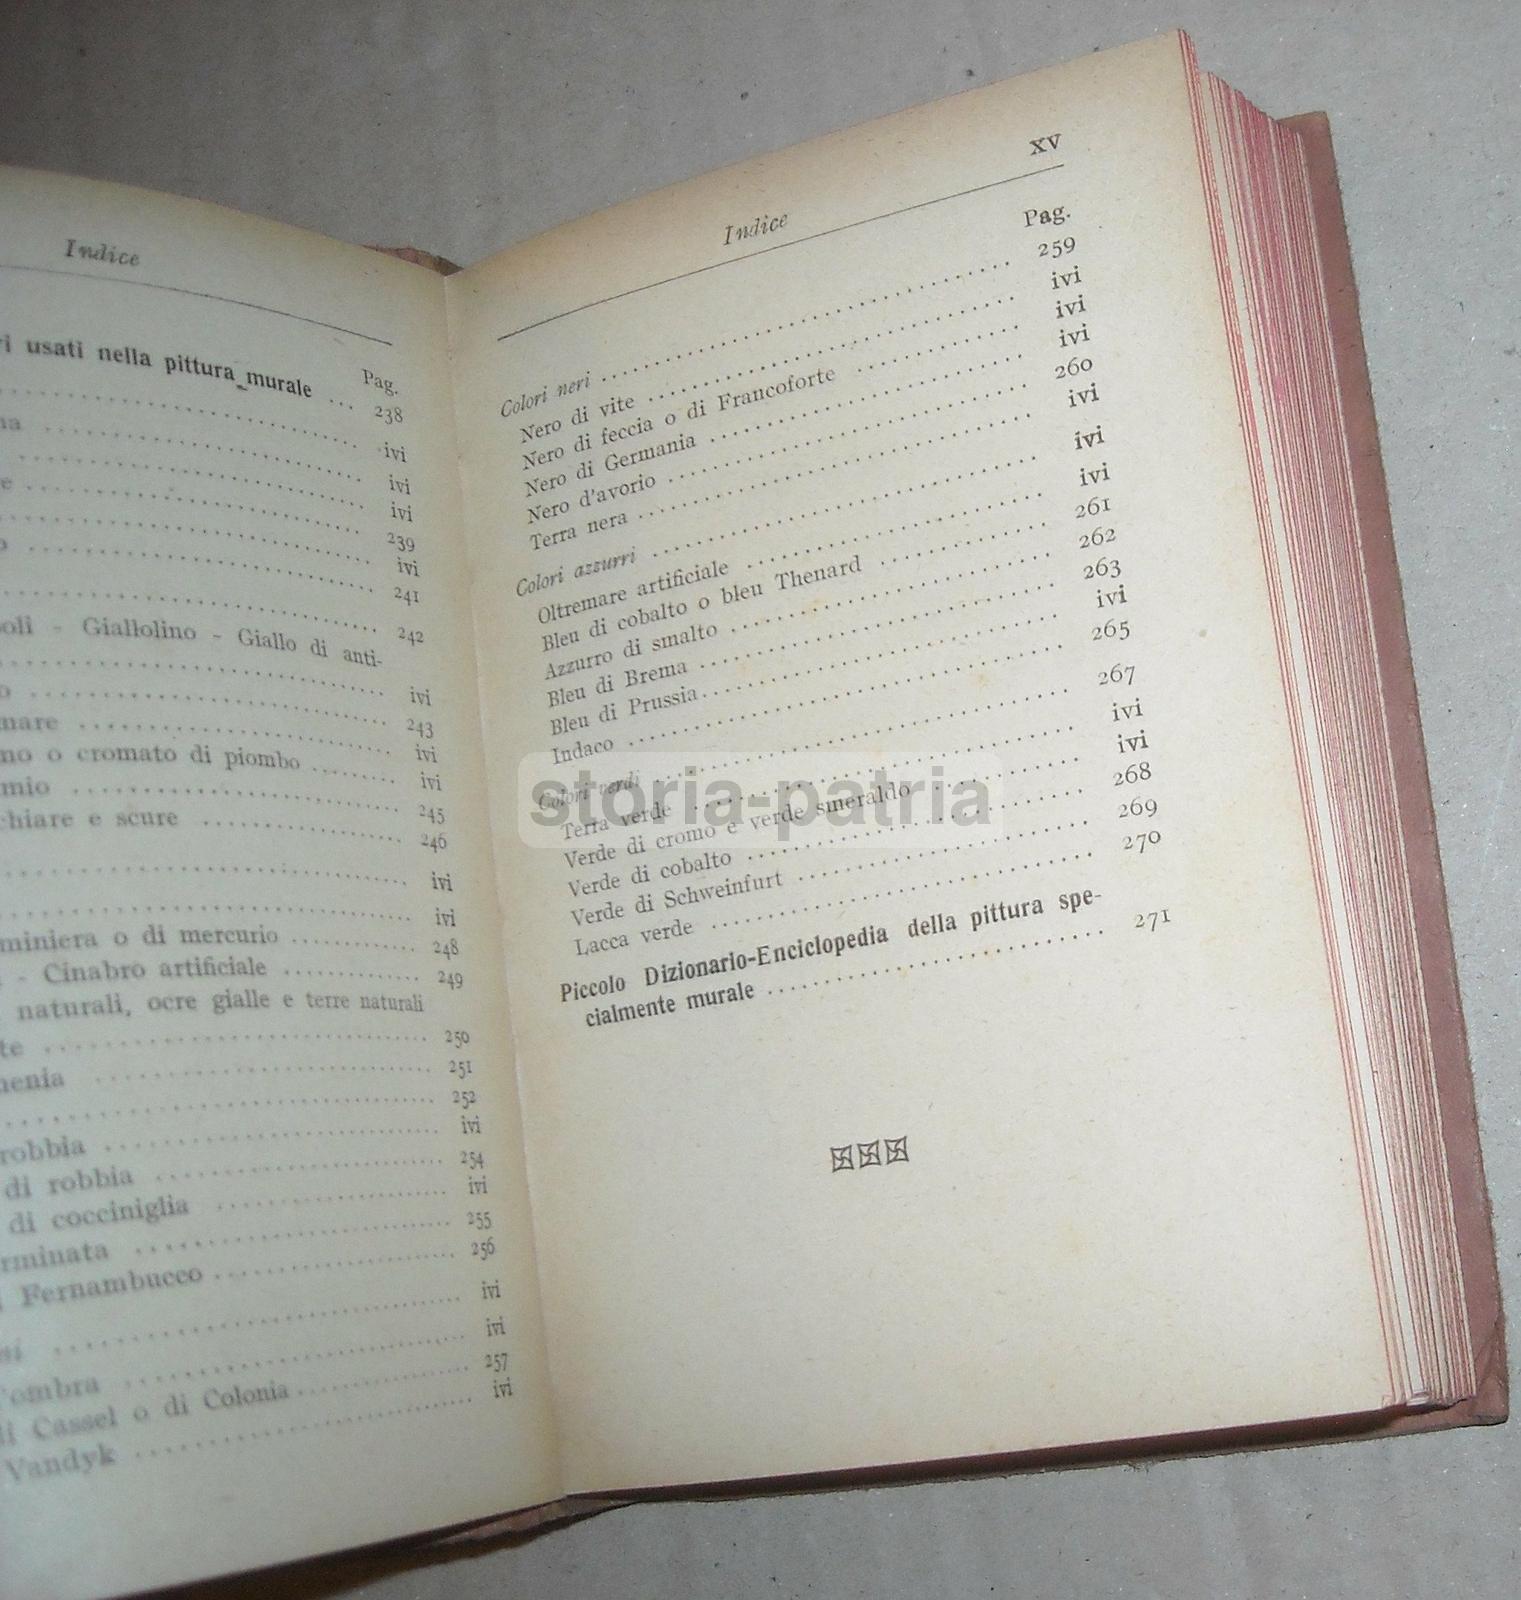 Indice
ri usati nella pittura murale ... 238
Pag.
ivi
na ... ivi
ivi
e ... 239
ivi
o ... 241
242
oli - Giallolino - Giallo di anti-
ivi
o ... 243
mare ... ivi
mo o cromato di piombo ... ivi
mio ... 245
chiare e scure ... 246
ivi
ivi
miniera o di mercurio ... 248
- Cinabro artificiale ... 249
naturali, ocre gialle e terre naturali
te ... 250
menia ... 251
252
robbia ... ivi
di robbia ... 254
di cocciniglia ... ivi
rminata ... 255
Fernambucco ... 256
si ... ivi
'ombra ... ivi
di Cassel o di Colonia ... 257
Vandyk ... ivi
Indice XV
Pag.
Colori neri ... 259
Nero di vite ... ivi
Nero di feccia o di Francoforte ... ivi
Nero di Germania ... ivi
Nero d'avorio ... 260
Terra nera ... ivi
Colori azzurri ... ivi
Oltremare artificiale ... ivi
Bleu di cobalto o bleu Thenard ... 261
Azzurro di smalto ... 262
Bleu di Brema ... 263
Bleu di Prussia ... ivi
Indaco ... 265
Colori verdi ... 267
Terra verde ... ivi
Verde di cromo e verde smeraldo ... ivi
Verde di cobalto ... 268
Verde di Schweinfurt ... 269
Lacca verde ... 270
Piccolo Dizionario-Enciclopedia della pittura spe-
cialmente murale ... 271
storia-patria